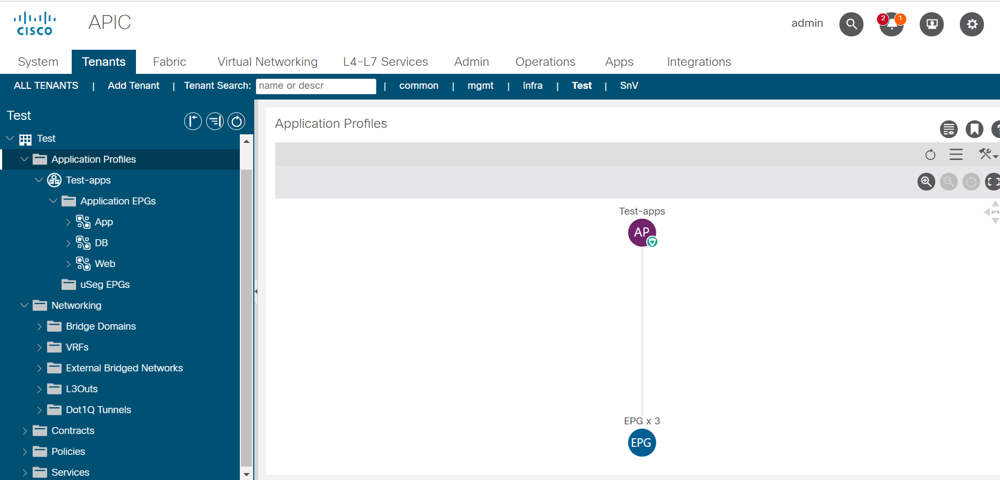 CISCO
APIC
admin
2
1
System
Tenants
Fabric
Virtual Networking
L4-L7 Services
Admin
Operations
Apps
Integrations
ALL TENANTS | Add Tenant | Tenant Search: name or descr | common | mgmt | infra | Test | SnV
Test
Test
Application Profiles
Test-apps
Application EPGs
App
DB
Web
uSeg EPGs
Networking
Bridge Domains
VRFs
External Bridged Networks
L3Outs
Dot1Q Tunnels
Contracts
Policies
Services
Application Profiles
?
87%
Test-apps
AP
EPG x 3
EPG